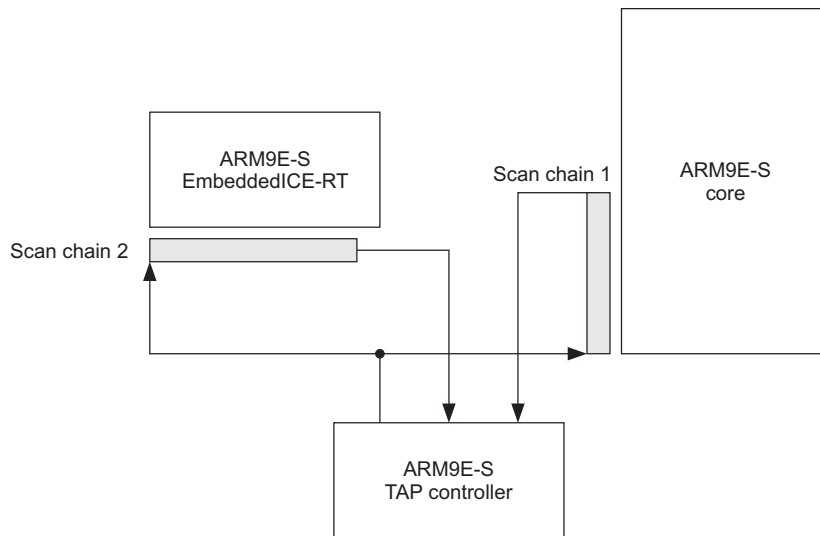 ARM9E-S
EmbeddedICE-RT
Scan chain 1
ARM9E-S
core
Scan chain 2
ARM9E-S
TAP controller